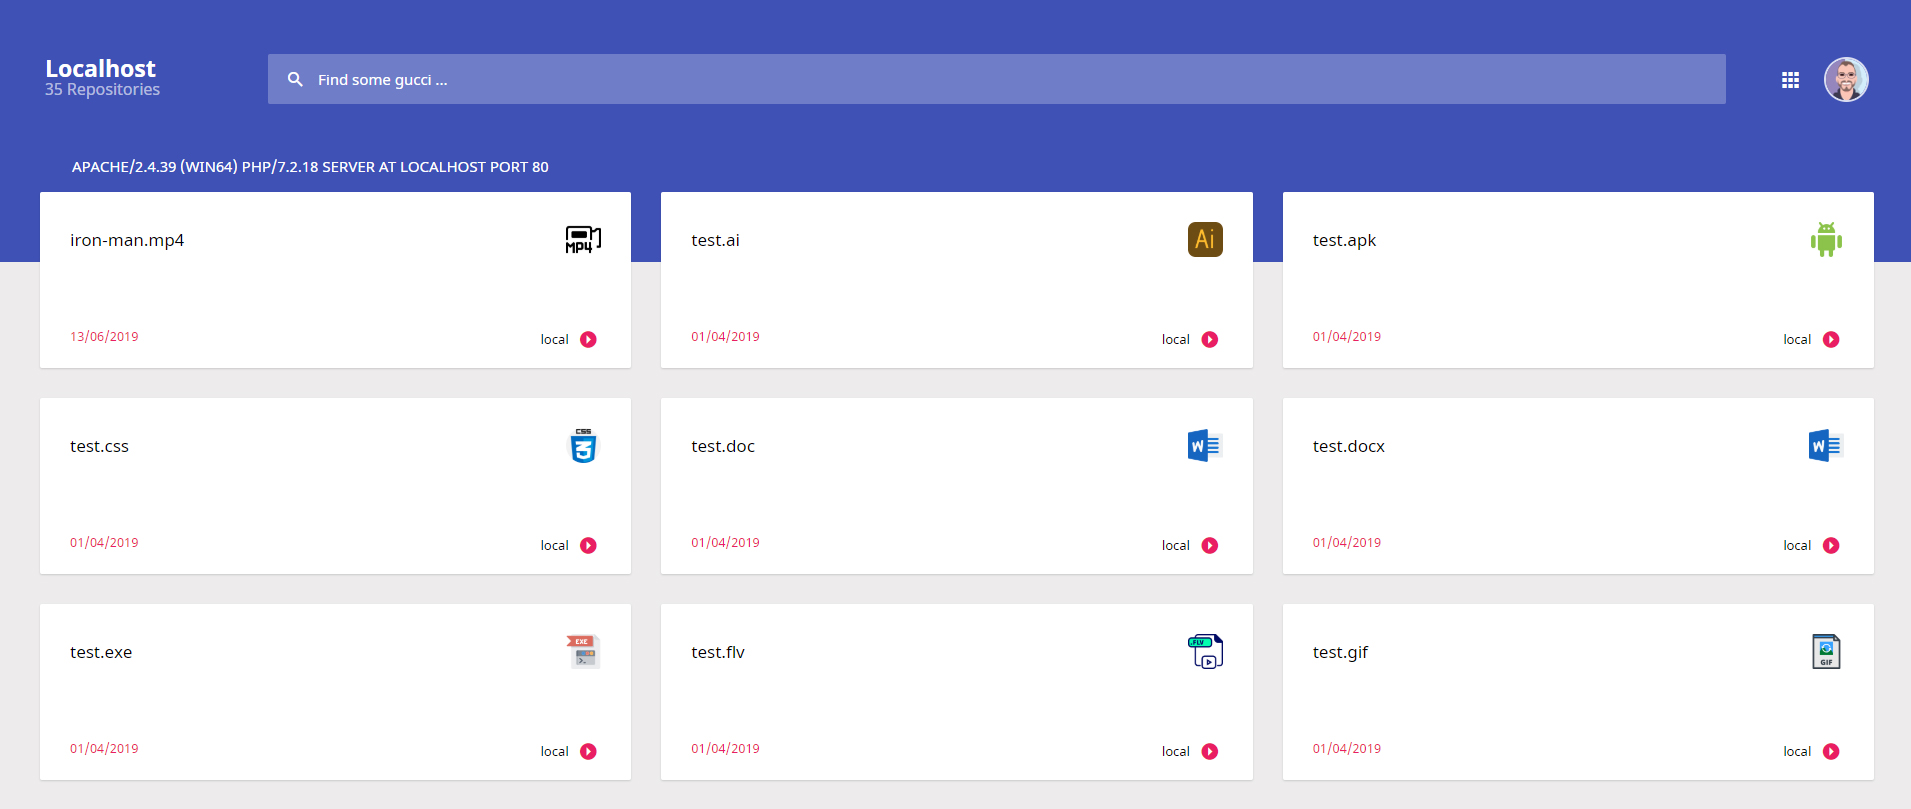 Localhost
35 Repositories
Find some gucci ...
APACHE/2.4.39 (WIN64) PHP/7.2.18 SERVER AT LOCALHOST PORT 80
iron-man.mp4
MP4
13/06/2019
local
test.ai
Ai
01/04/2019
local
test.apk
01/04/2019
local
test.css
CSS
3
01/04/2019
local
test.doc
W
01/04/2019
local
test.docx
W
01/04/2019
local
test.exe
EXE
>_
01/04/2019
local
test.flv
.FLV
01/04/2019
local
test.gif
GIF
01/04/2019
local